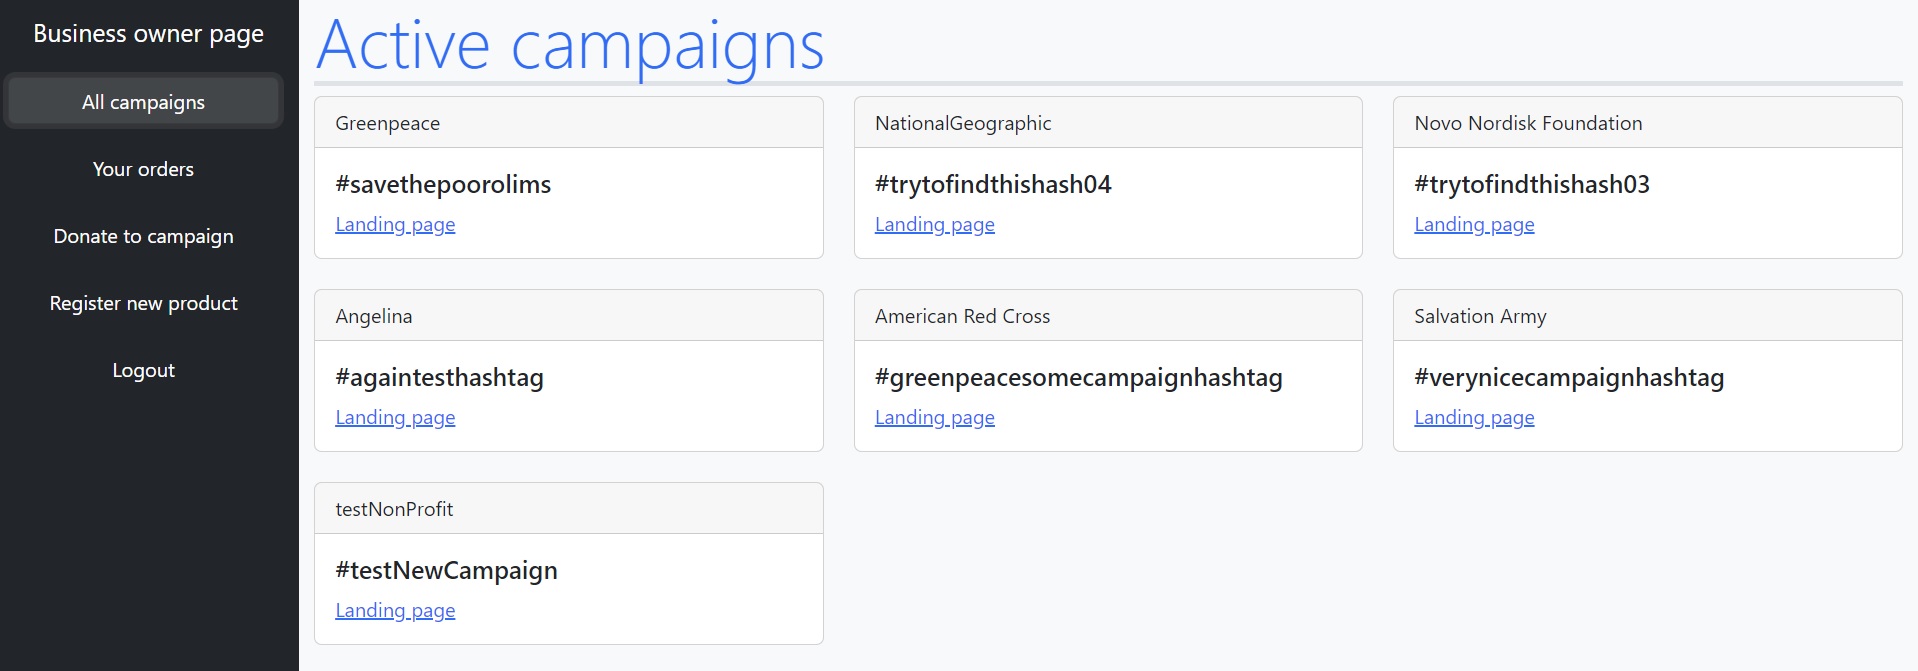 Business owner page
All campaigns
Your orders
Donate to campaign
Register new product
Logout
Active campaigns
Greenpeace
#savethepoorolims
Landing page
NationalGeographic
#trytofindthishash04
Landing page
Novo Nordisk Foundation
#trytofindthishash03
Landing page
Angelina
#againtesthashtag
Landing page
American Red Cross
#greenpeacesomecampaignhashtag
Landing page
Salvation Army
#verynicecampaignhashtag
Landing page
testNonProfit
#testNewCampaign
Landing page